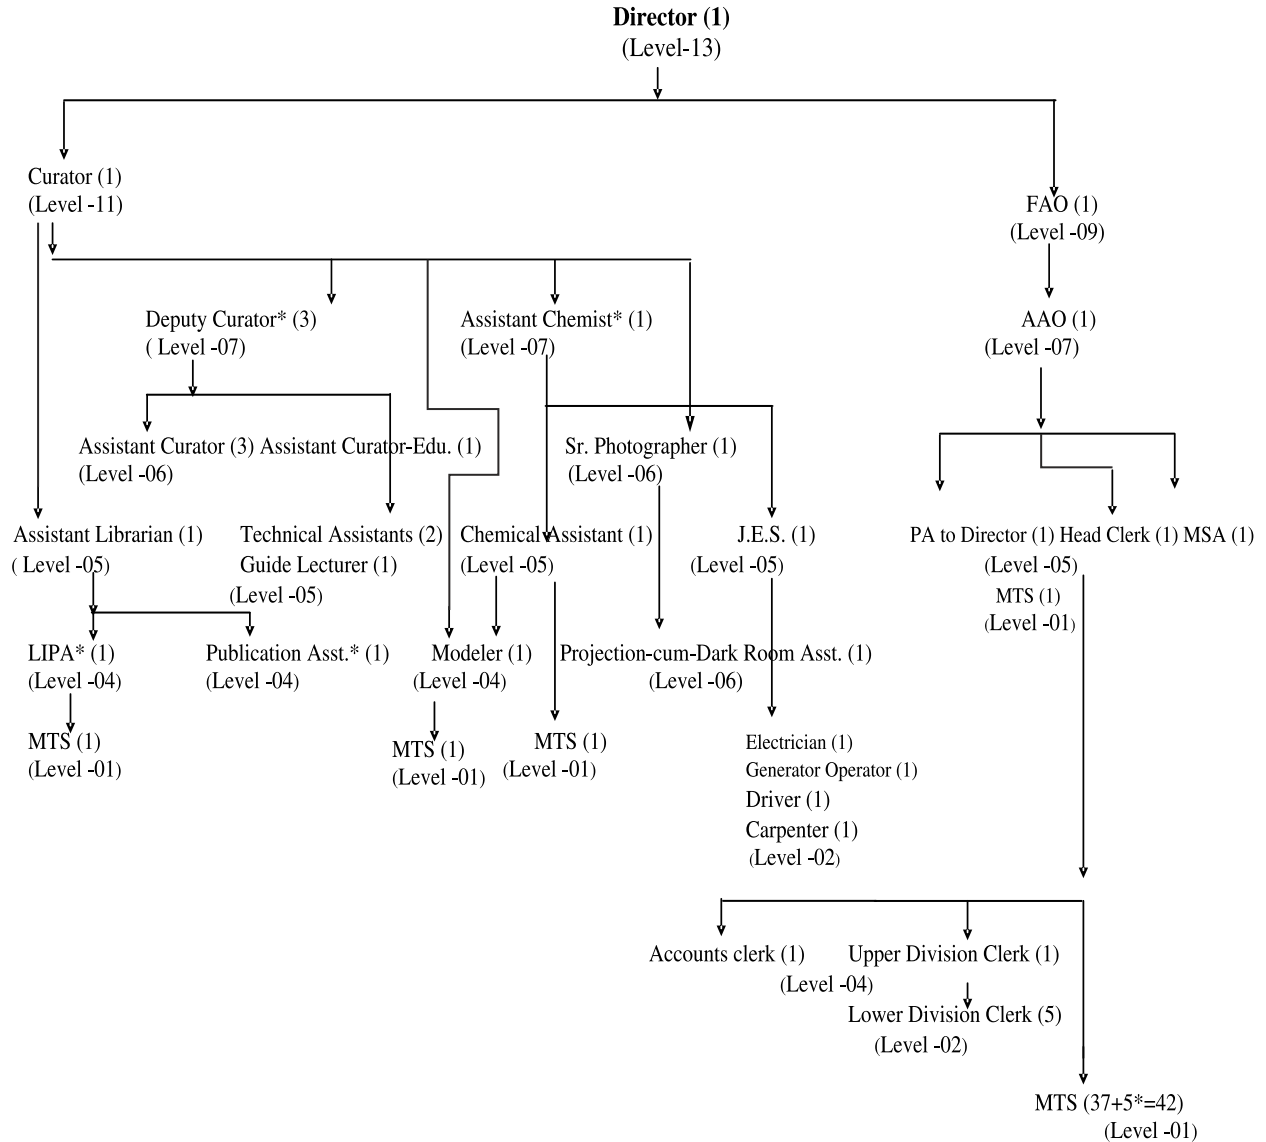 Director (1)
(Level-13)
Curator (1)
(Level -11)
FAO (1)
(Level -09)
Deputy Curator* (3)
( Level -07)
Assistant Chemist* (1)
(Level -07)
AAO (1)
(Level -07)
Assistant Curator (3) Assistant Curator-Edu. (1)
(Level -06)
Sr. Photographer (1)
(Level -06)
Assistant Librarian (1)
( Level -05)
Technical Assistants (2)
Guide Lecturer (1)
(Level -05)
Chemical Assistant (1)
(Level -05)
J.E.S. (1)
(Level -05)
PA to Director (1) Head Clerk (1) MSA (1)
(Level -05)
MTS (1)
(Level -01)
LIPA* (1)
(Level -04)
Publication Asst.* (1)
(Level -04)
Modeler (1)
(Level -04)
Projection-cum-Dark Room Asst. (1)
(Level -06)
MTS (1)
(Level -01)
MTS (1)
(Level -01)
MTS (1)
(Level -01)
Electrician (1)
Generator Operator (1)
Driver (1)
Carpenter (1)
(Level -02)
Accounts clerk (1)
Upper Division Clerk (1)
(Level -04)
Lower Division Clerk (5)
(Level -02)
MTS (37+5*=42)
(Level -01)